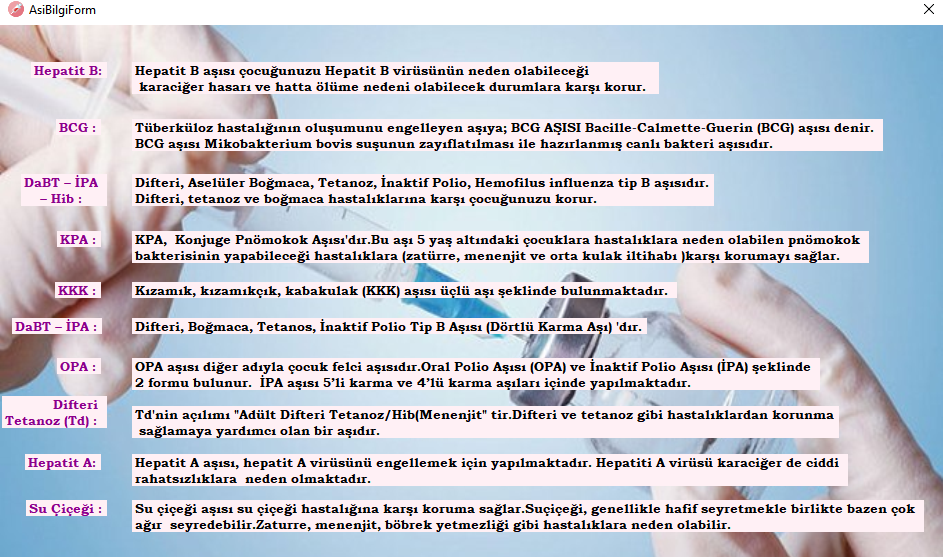 AsiBilgiForm
Hepatit B: Hepatit B aşısı çocuğunuzu Hepatit B virüsünün neden olabileceği
karaciğer hasarı ve hatta ölüme nedeni olabilecek durumlara karşı korur.
BCG : Tüberküloz hastalığının oluşumunu engelleyen aşıya; BCG AŞISI Bacille-Calmette-Guerin (BCG) aşısı denir.
BCG aşısı Mikobakterium bovis suşunun zayıflatılması ile hazırlanmış canlı bakteri aşısıdır.
DaBT – İPA Difteri, Aselüler Boğmaca, Tetanoz, İnaktif Polio, Hemofilus influenza tip B aşısıdır.
– Hib : Difteri, tetanoz ve boğmaca hastalıklarına karşı çocuğunuzu korur.
KPA : KPA, Konjuge Pnömokok Aşısı'dır.Bu aşı 5 yaş altındaki çocuklara hastalıklara neden olabilen pnömokok
bakterisinin yapabileceği hastalıklara (zatürre, menenjit ve orta kulak iltihabı )karşı korumayı sağlar.
KKK : Kızamık, kızamıkçık, kabakulak (KKK) aşısı üçlü aşı şeklinde bulunmaktadır.
DaBT – İPA : Difteri, Boğmaca, Tetanos, İnaktif Polio Tip B Aşısı (Dörtlü Karma Aşı) 'dır.
OPA : OPA aşısı diğer adıyla çocuk felci aşısıdır.Oral Polio Aşısı (OPA) ve İnaktif Polio Aşısı (İPA) şeklinde
2 formu bulunur. İPA aşısı 5’li karma ve 4’lü karma aşıları içinde yapılmaktadır.
Difteri
Tetanoz (Td) : Td'nin açılımı "Adült Difteri Tetanoz/Hib(Menenjit" tir.Difteri ve tetanoz gibi hastalıklardan korunma
sağlamaya yardımcı olan bir aşıdır.
Hepatit A: Hepatit A aşısı, hepatit A virüsünü engellemek için yapılmaktadır. Hepatiti A virüsü karaciğer de ciddi
rahatsızlıklara neden olmaktadır.
Su Çiçeği : Su çiçeği aşısı su çiçeği hastalığına karşı koruma sağlar.Suçiçeği, genellikle hafif seyretmekle birlikte bazen çok
ağır seyredebilir.Zaturre, menenjit, böbrek yetmezliği gibi hastalıklara neden olabilir.